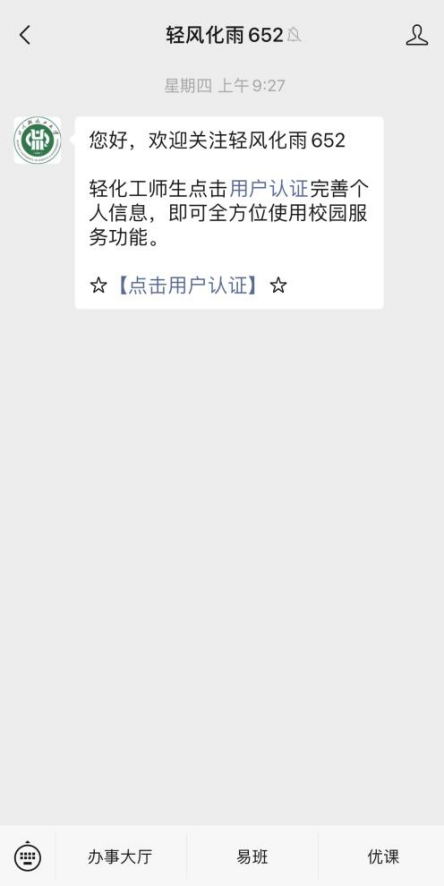 轻风化雨652
星期四 上午9:27
您好，欢迎关注轻风化雨652
轻化工师生点击用户认证完善个
人信息，即可全方位使用校园服
务功能。
☆【点击用户认证】☆
办事大厅
易班
优课